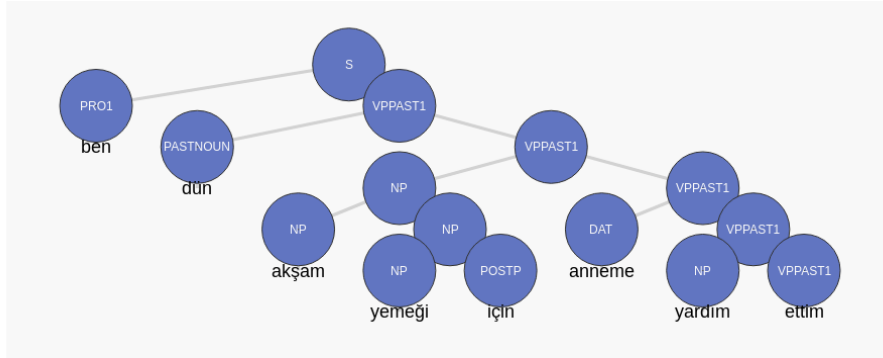 S
PRO1 VPPAST1
ben PASTNOUN VPPAST1
dün NP VPPAST1
NP NP DAT VPPAST1
akşam NP POSTP anneme NP VPPAST1
yemeği için yardım ettim